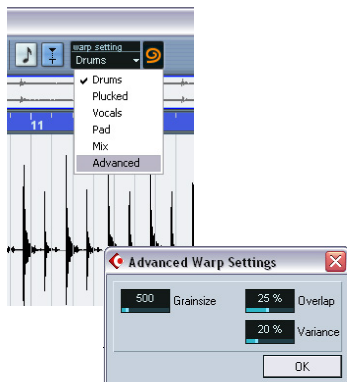 warp setting
Drums
Drums
Plucked
Vocals
Pad
Mix
Advanced
11
Advanced Warp Settings
500 Grainsize 25 % Overlap
20 % Variance
OK